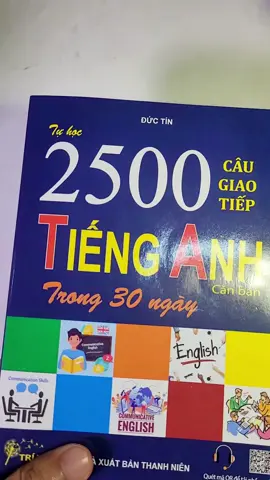 ĐỨC TÍN
Tự học
2500
CÂU
GIAO
TIẾP
TIẾNG ANH
Căn bản
Trong 30 ngày
Communication Skills
English
COMMUNICATIVE
ENGLISH
XUẤT BẢN THANH NIÊN